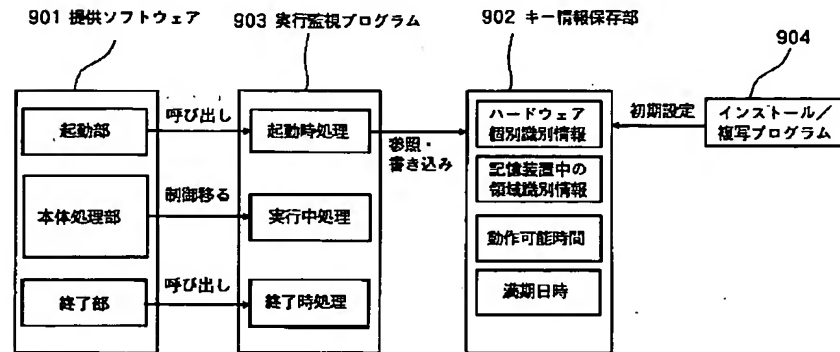 901 提供ソフトウェア
903 実行監視プログラム
902 キー情報保存部
904
起動部
呼び出し
起動時処理
参照・
書き込み
ハードウェア
個別識別情報
初期設定
インストール/
複写プログラム
本体処理部
制御移る
実行中処理
記憶装置中の
領域識別情報
動作可能時間
終了部
呼び出し
終了時処理
満期日時